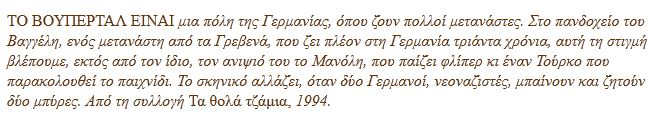 ΤΟ ΒΟΥΠΕΡΤΑΛ ΕΙΝΑΙ μια πόλη της Γερμανίας, όπου ζουν πολλοί μετανάστες. Στο πανδοχείο του
Βαγγέλη, ενός μετανάστη από τα Γρεβενά, που ζει πλέον στη Γερμανία τριάντα χρόνια, αυτή τη στιγμή
βλέπουμε, εκτός από τον ίδιο, τον ανιψιό του το Μανόλη, που παίζει φλίπερ κι έναν Τούρκο που
παρακολουθεί το παιχνίδι. Το σκηνικό αλλάζει, όταν δύο Γερμανοί, νεοναζιστές, μπαίνουν και ζητούν
δύο μπύρες. Από τη συλλογή Τα θολά τζάμια, 1994.